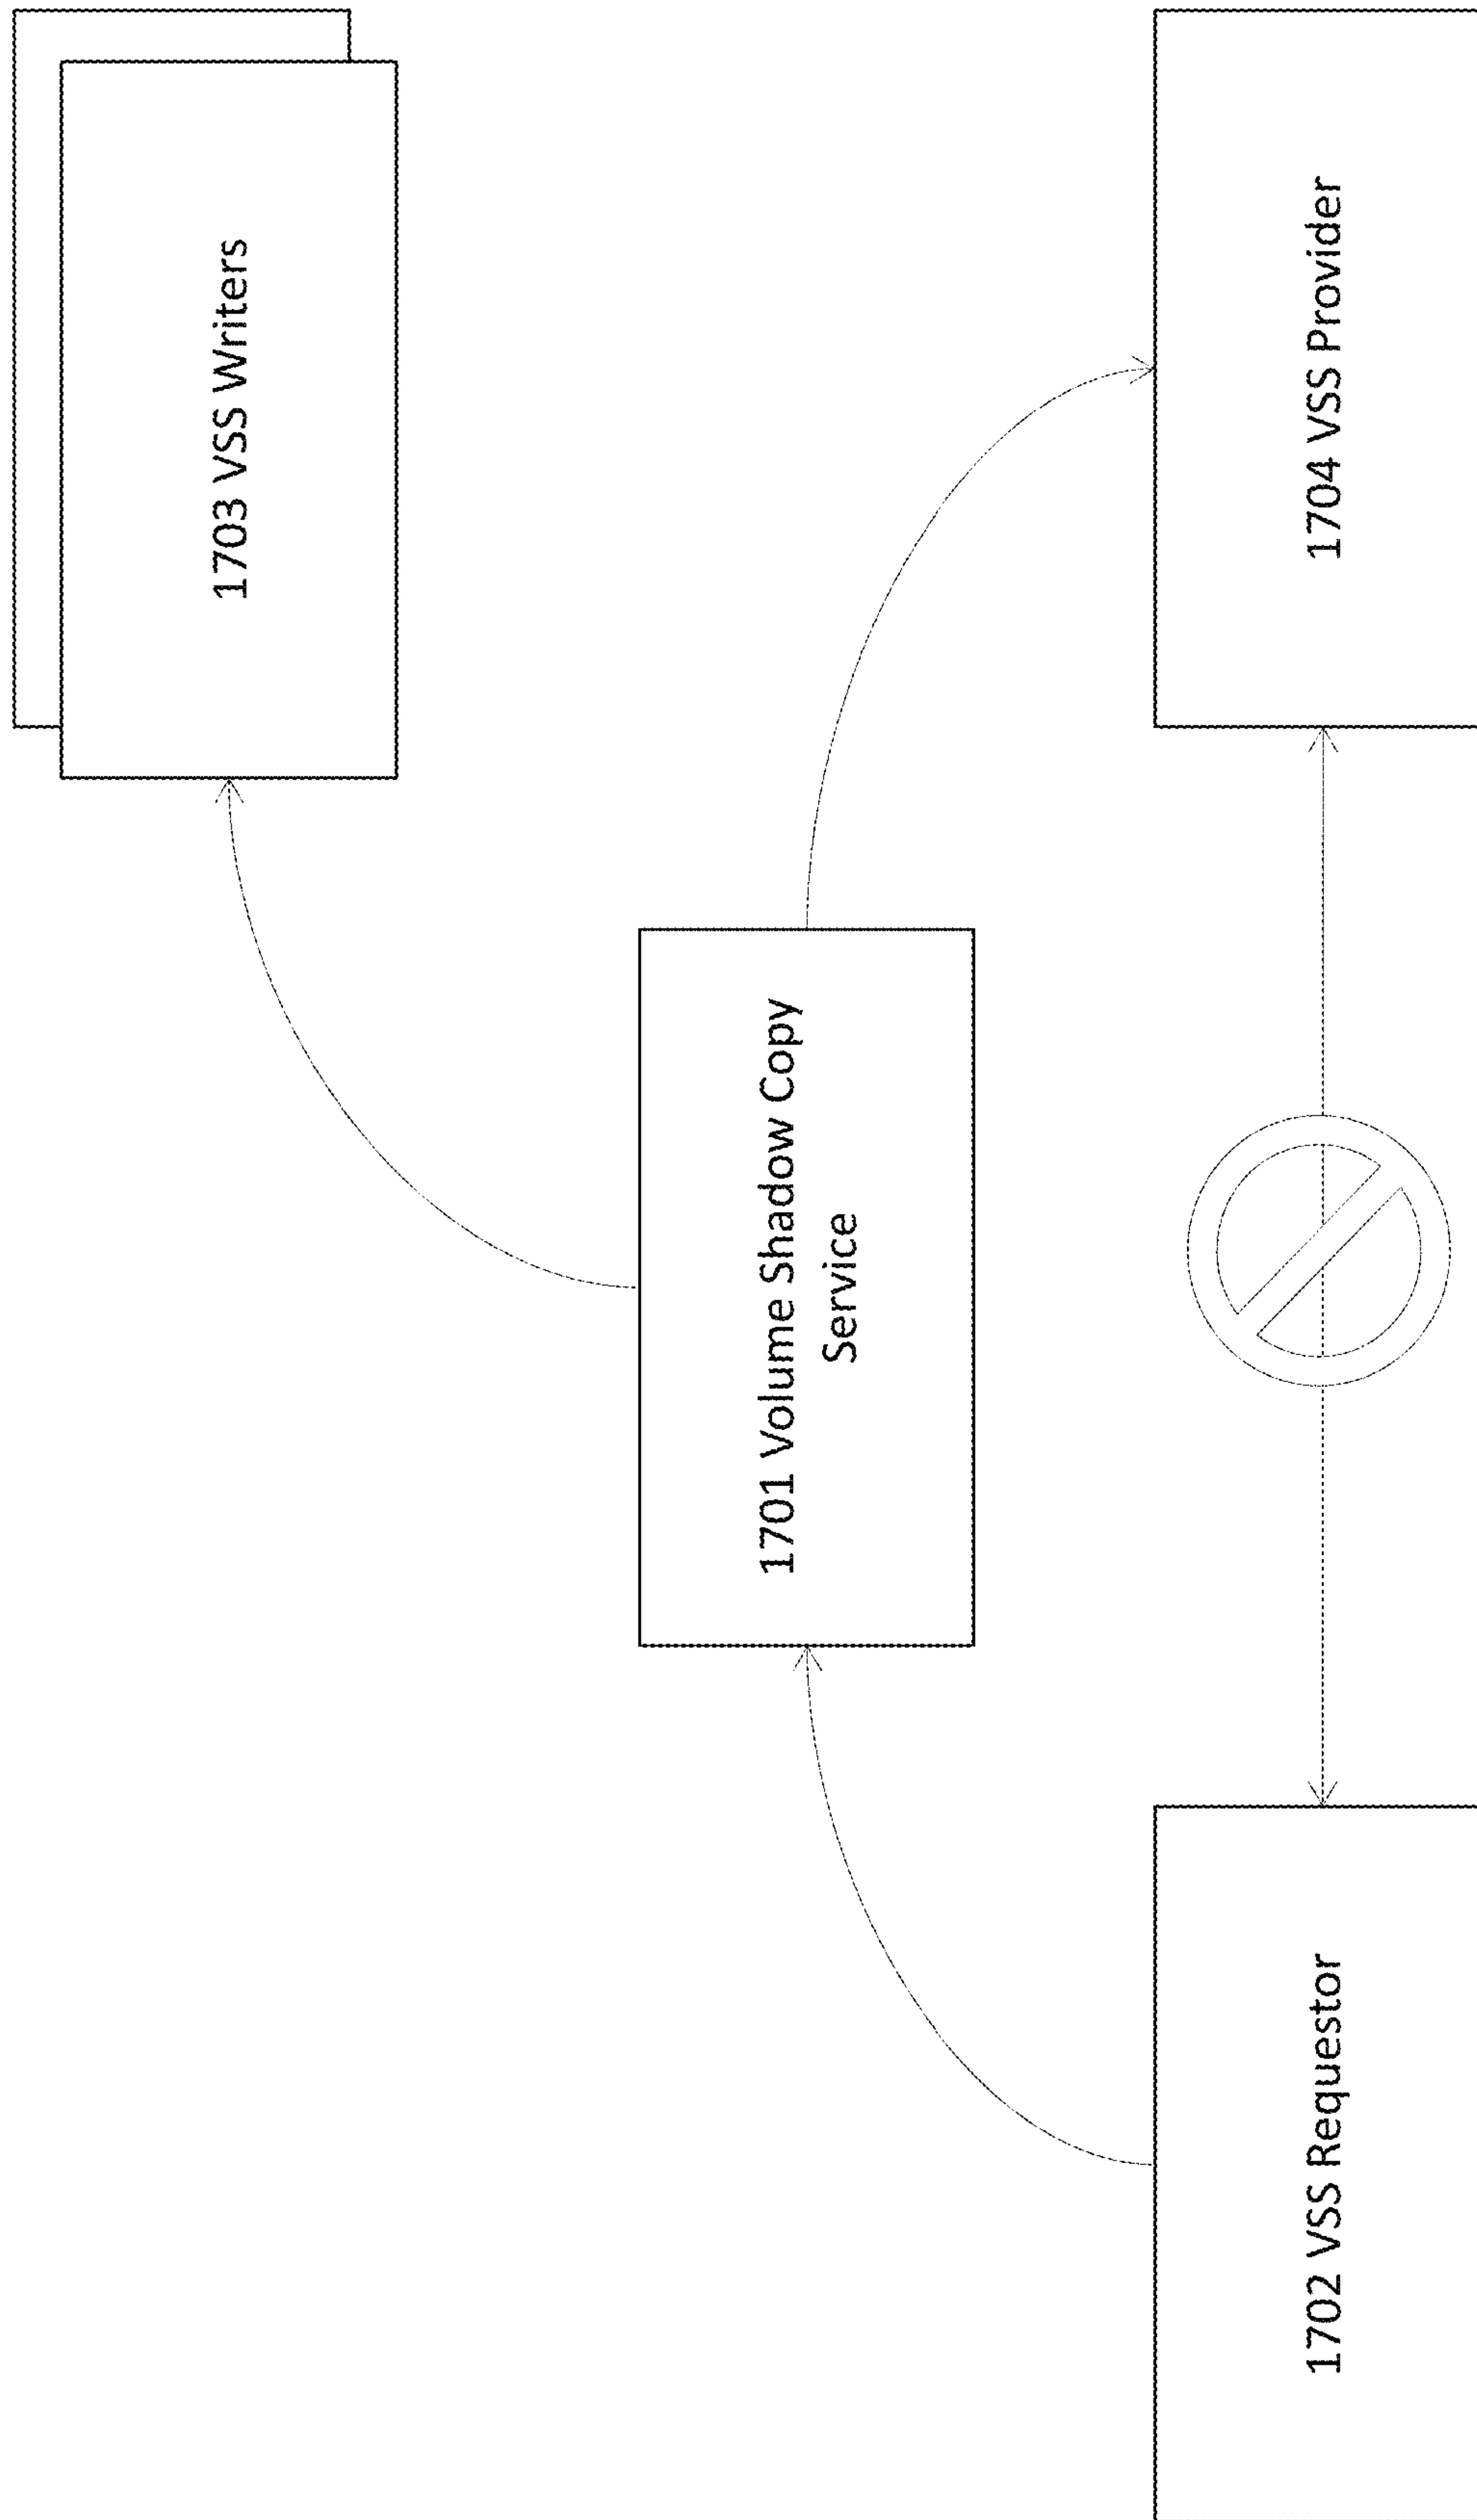 1703 VSS Writers
1701 Volume Shadow Copy
Service
1702 VSS Requestor
1704 VSS Provider